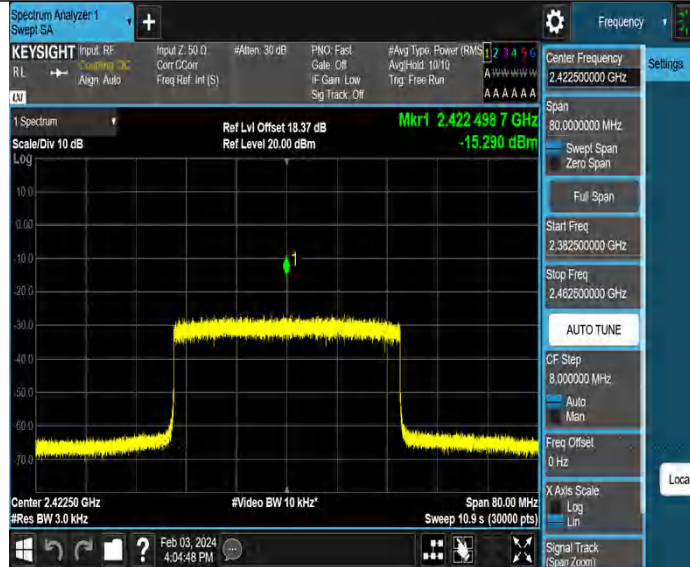 Spectrum Analyzer 1
Swept SA
Frequency
KEYSIGHT
Input: RF
Coupling: DC
Align: Auto
RL
Input Z: 50 Ω
Corr CCorr
Freq Ref: Int (S)
#Atten: 30 dB
PNO: Fast
Gate: Off
IF Gain: Low
Sig Track: Off
#Avg Type: Power (RMS
Avg|Hold: 10/10
Trig: Free Run
1 2 3 4 5 6
A W W W W W
A A A A A A
LXI
1 Spectrum
Scale/Div 10 dB
Ref Lvl Offset 18.37 dB
Ref Level 20.00 dBm
Mkr1 2.422 498 7 GHz
-15.290 dBm
Log
10.0
0.00
-10.0
-20.0
-30.0
-40.0
-50.0
-60.0
-70.0
1
Center 2.42250 GHz
#Res BW 3.0 kHz
#Video BW 10 kHz*
Span 80.00 MHz
Sweep 10.9 s (30000 pts)
Feb 03, 2024
4:04:48 PM
Center Frequency
2.422500000 GHz
Settings
Span
80.0000000 MHz
Swept Span
Zero Span
Full Span
Start Freq
2.382500000 GHz
Stop Freq
2.462500000 GHz
AUTO TUNE
CF Step
8.000000 MHz
Auto
Man
Freq Offset
0 Hz
X Axis Scale
Log
Lin
Local
Signal Track
(Span Zoom)